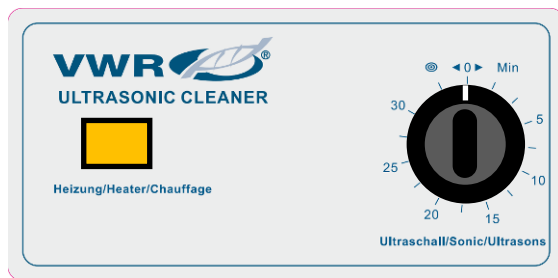 VWR®
ULTRASONIC CLEANER
Heizung/Heater/Chauffage
◄0► Min
5
10
15
20
25
30
Ultraschall/Sonic/Ultrasons